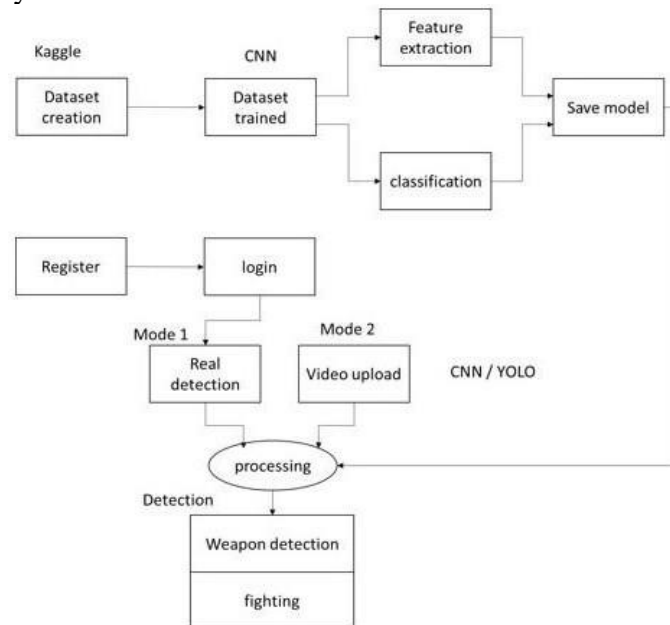 y
Kaggle
CNN
Feature
extraction
Dataset
creation
Dataset
trained
Save model
classification
Register
login
Mode 1
Mode 2
Real
detection
Video upload
CNN / YOLO
processing
Detection
Weapon detection
fighting